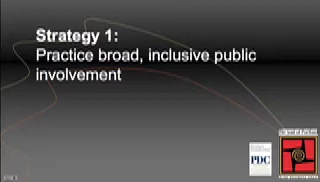 Strategy 1:
Practice broad, inclusive public
involvement
PDC